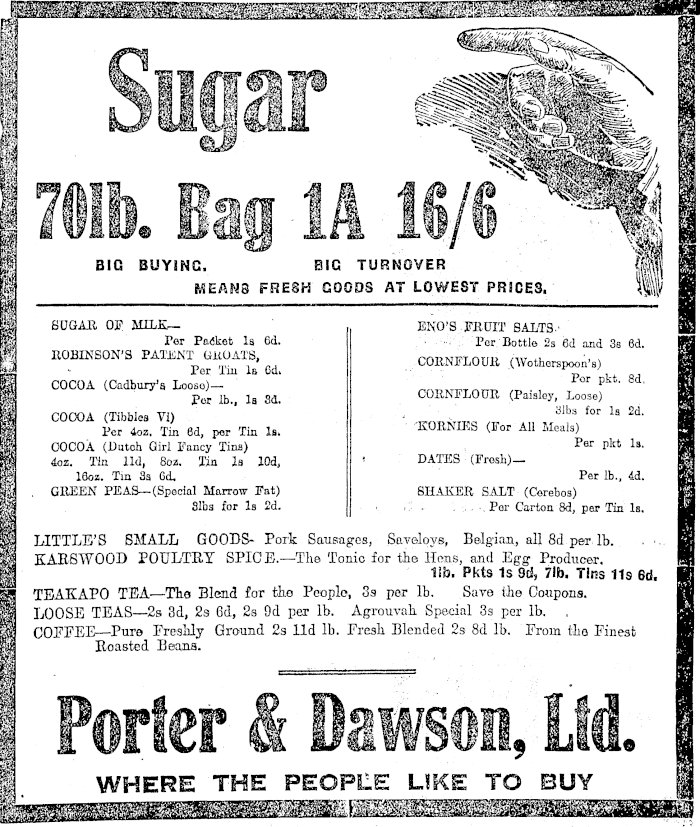 Sugar
70lb. Bag 1A 16/6
BIG BUYING. BIG TURNOVER
MEANS FRESH GOODS AT LOWEST PRICES.
SUGAR OF MILK—
Per Packet 1s 6d.
ROBINSON'S PATENT GROATS,
Per Tin 1s 6d.
COCOA (Cadbury's Loose)—
Per lb., 1s 3d.
COCOA (Tibbles Vi)
Per 4oz. Tin 6d, per Tin 1s.
COCOA (Dutch Girl Fancy Tins)
4oz. Tin 11d, 8oz. Tin 1s 10d,
16oz. Tin 3s 6d.
GREEN PEAS—(Special Marrow Fat)
3lbs for 1s 2d.
ENO'S FRUIT SALTS
Per Bottle 2s 6d and 3s 6d.
CORNFLOUR (Wotherspoon's)
Per pkt. 8d.
CORNFLOUR (Paisley, Loose)
3lbs for 1s 2d.
KORNIES (For All Meals)
Per pkt 1s.
DATES (Fresh)—
Per lb., 4d.
SHAKER SALT (Cerebos)
Per Carton 8d, per Tin 1s.
LITTLE'S SMALL GOODS- Pork Sausages, Saveloys, Belgian, all 8d per lb.
KARSWOOD POULTRY SPICE.—The Tonic for the Hens, and Egg Producer.
1lb. Pkts 1s 9d, 7lb. Tins 11s 6d.
TEAKAPO TEA—The Blend for the People, 3s per lb. Save the Coupons.
LOOSE TEAS—2s 3d, 2s 6d, 2s 9d per lb. Agrouvah Special 3s per lb.
COFFEE—Pure Freshly Ground 2s 11d lb. Fresh Blended 2s 8d lb. From the Finest
Roasted Beans.
Porter & Dawson, Ltd.
WHERE THE PEOPLE LIKE TO BUY